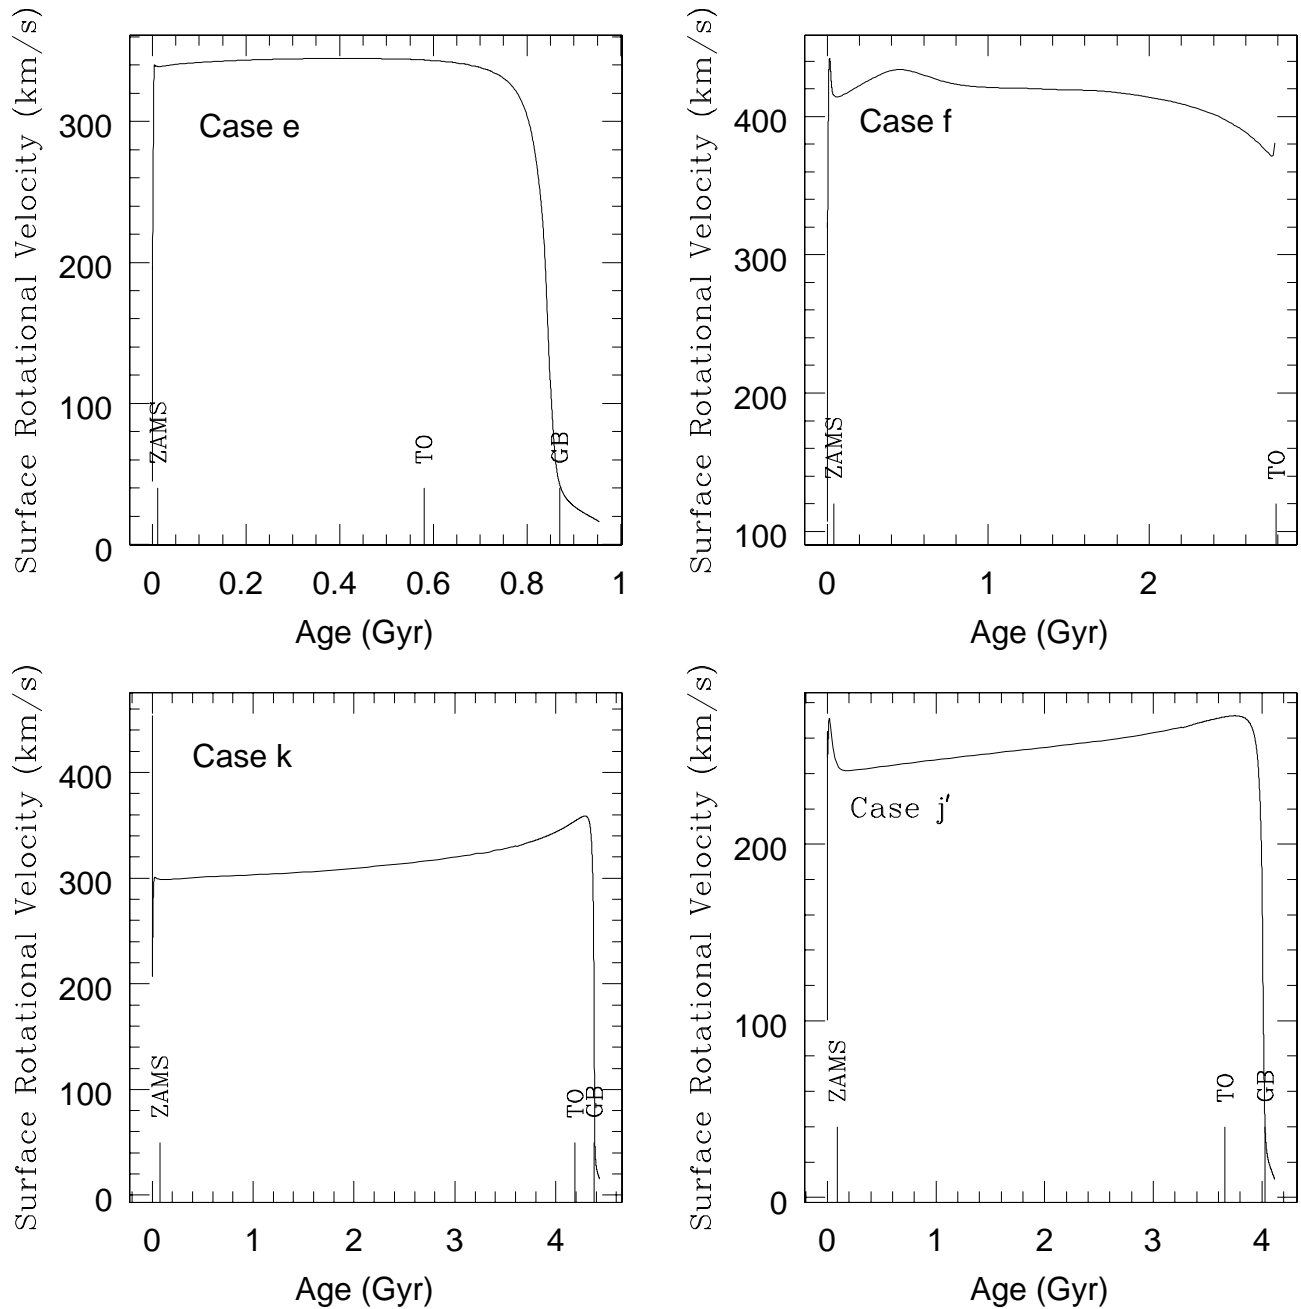 Surface Rotational Velocity (km/s)
300
200
100
0
Case e
ZAMS
TO
GB
0 0.2 0.4 0.6 0.8 1
Age (Gyr)
Surface Rotational Velocity (km/s)
400
300
200
100
Case f
ZAMS
TO
0 1 2
Age (Gyr)
Surface Rotational Velocity (km/s)
400
300
200
100
0
Case k
ZAMS
TO
GB
0 1 2 3 4
Age (Gyr)
Surface Rotational Velocity (km/s)
200
100
0
Case j'
ZAMS
TO
GB
0 1 2 3 4
Age (Gyr)